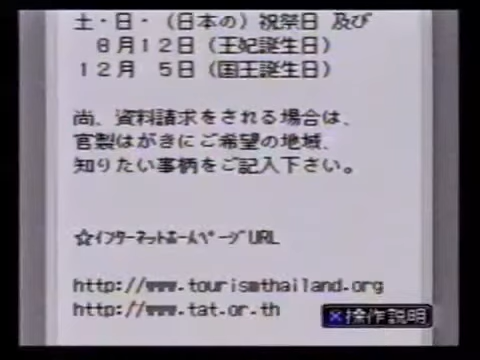 土・日・（日本の）祝祭日 及び
８月１２日（王妃誕生日）
１２月　５日（国王誕生日）
尚、資料請求をされる場合は、
官製はがきにご希望の地域、
知りたい事柄をご記入下さい。
☆ｲﾝﾀｰﾈｯﾄﾎｰﾑﾍﾟｰｼﾞURL
http://www.tourismthailand.org
http://www.tat.or.th
×操作説明